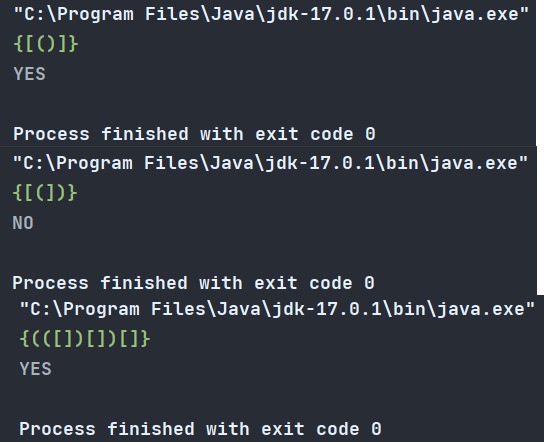 "C:\Program Files\Java\jdk-17.0.1\bin\java.exe"
{[()]}
YES
Process finished with exit code 0
"C:\Program Files\Java\jdk-17.0.1\bin\java.exe"
{[(])}
NO
Process finished with exit code 0
"C:\Program Files\Java\jdk-17.0.1\bin\java.exe"
{(([])[])[]}
YES
Process finished with exit code 0